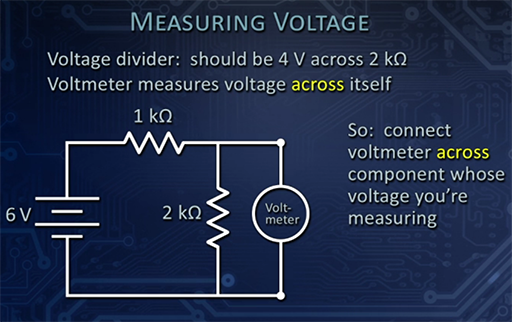 MEASURING VOLTAGE
Voltage divider: should be 4 V across 2 kΩ
Voltmeter measures voltage across itself
1 kΩ
So: connect
voltmeter across
component whose
voltage you're
measuring
6 V
2 kΩ
Volt-
meter